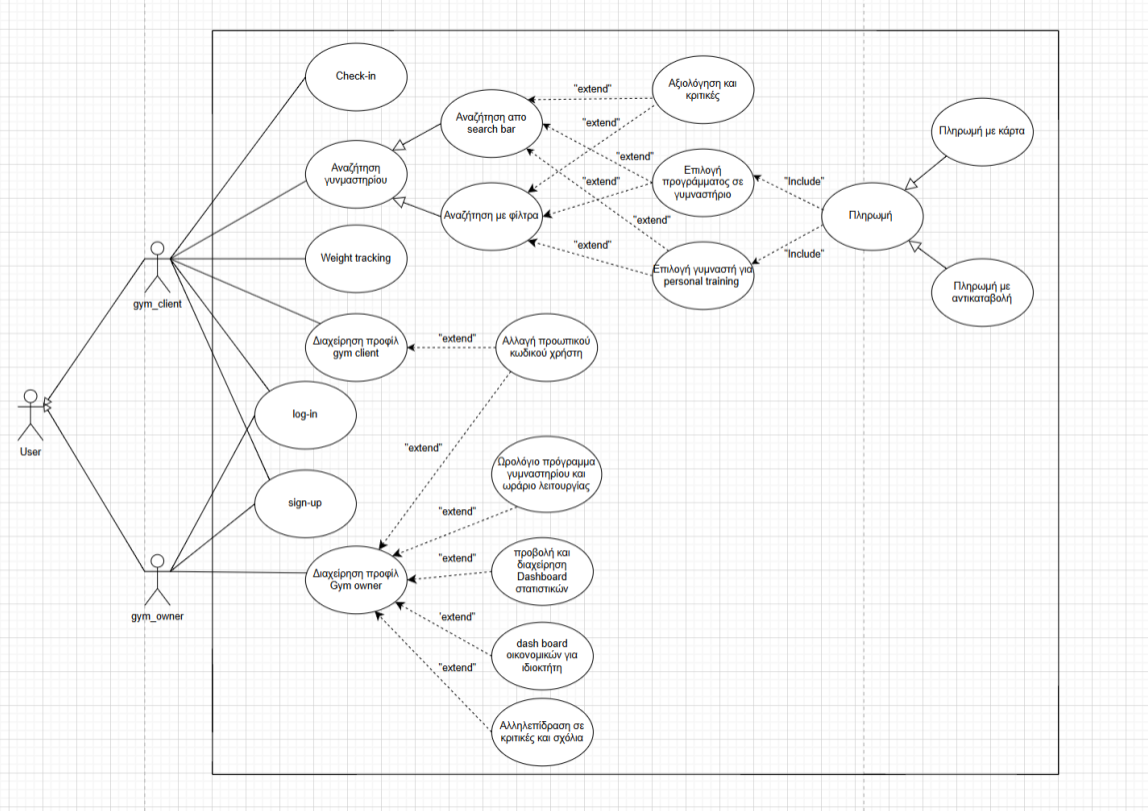 Check-in
Αναζήτηση
γυνμαστηρίου
Weight tracking
Διαχείρηση προφίλ
gym client
log-in
sign-up
Διαχείρηση προφίλ
Gym owner
gym_client
User
gym_owner
Αναζήτηση απο
search bar
Αναζήτηση με φίλτρα
"extend"
"extend"
"extend"
"extend"
"extend"
"extend"
Αξιολόγηση και
κριτικές
Επιλογή
προγράμματος σε
γυμναστήριο
Επιλογή γυμναστή για
personal training
"Include"
"Include"
Πληρωμή
Πληρωμή με κάρτα
Πληρωμή με
αντικαταβολή
"extend"
Αλλαγή προωπικού
κωδικού χρήστη
"extend"
Ωρολόγιο πρόγραμμα
γυμναστηρίου και
ωράριο λειτουργίας
"extend"
"extend"
προβολή και
διαχείρηση
Dashboard
στατιστικών
'extend"
dash board
οικονομικών για
ιδιοκτήτη
"extend"
Αλληλεπίδραση σε
κριτικές και σχόλια